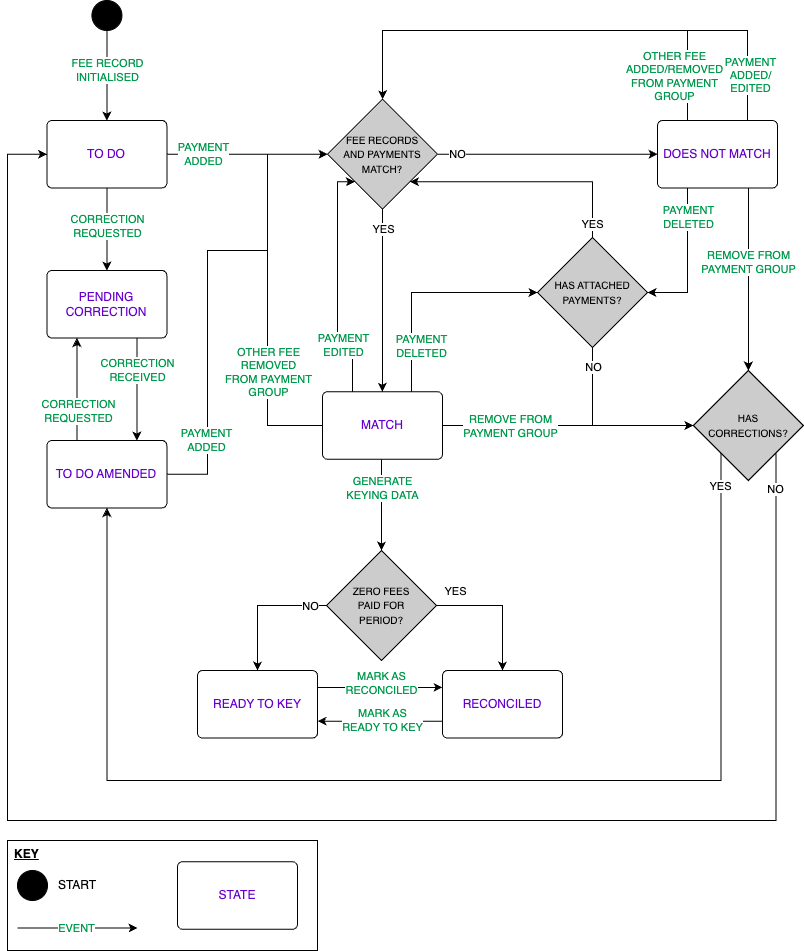 FEE RECORD
INITIALISED
OTHER FEE
ADDED/REMOVED
FROM PAYMENT
GROUP
PAYMENT
ADDED/
EDITED
TO DO
PAYMENT
ADDED
FEE RECORDS
AND PAYMENTS
MATCH?
NO
DOES NOT MATCH
CORRECTION
REQUESTED
YES
YES
PAYMENT
DELETED
REMOVE FROM
PAYMENT GROUP
PENDING
CORRECTION
HAS ATTACHED
PAYMENTS?
CORRECTION
RECEIVED
OTHER FEE
REMOVED
FROM PAYMENT
GROUP
PAYMENT
EDITED
PAYMENT
DELETED
NO
CORRECTION
REQUESTED
PAYMENT
ADDED
MATCH
REMOVE FROM
PAYMENT GROUP
HAS
CORRECTIONS?
TO DO AMENDED
GENERATE
KEYING DATA
YES
NO
ZERO FEES
PAID FOR
PERIOD?
NO
YES
READY TO KEY
MARK AS
RECONCILED
MARK AS
READY TO KEY
RECONCILED
KEY
START
STATE
EVENT